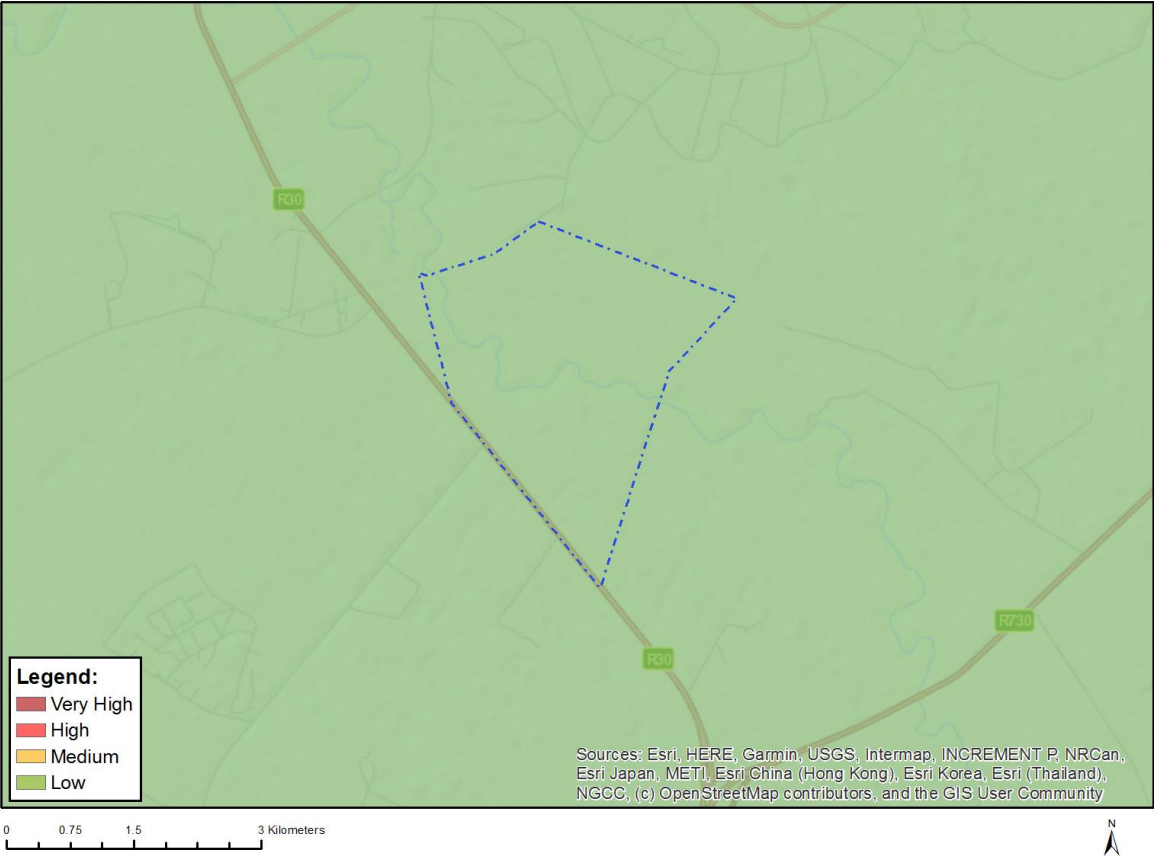 R30
R730
R30
Legend:
Very High
High
Medium
Low
Sources: Esri, HERE, Garmin, USGS, Intermap, INCREMENT P, NRCan,
Esri Japan, METI, Esri China (Hong Kong), Esri Korea, Esri (Thailand),
NGCC, (c) OpenStreetMap contributors, and the GIS User Community
0 0.75 1.5 3 Kilometers
N